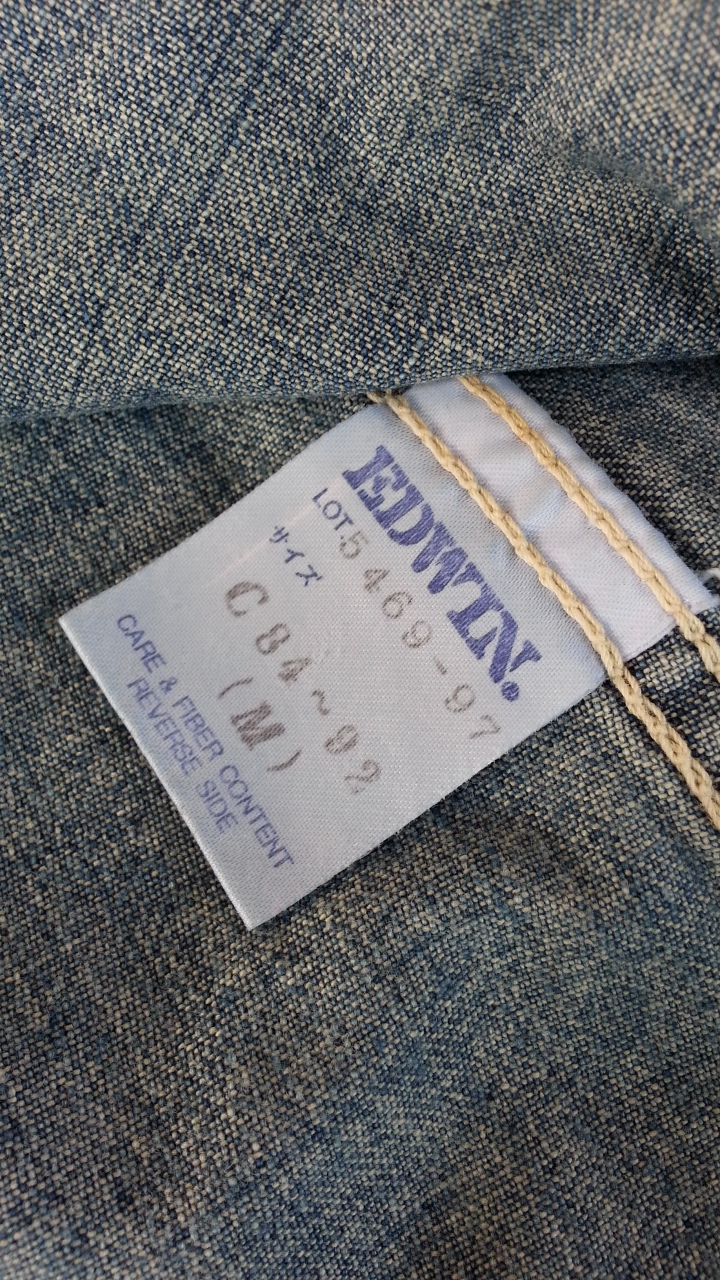 EDWIN.
LOT.5469-97
サイズ
C84~92
(M)
CARE & FIBER CONTENT
REVERSE SIDE